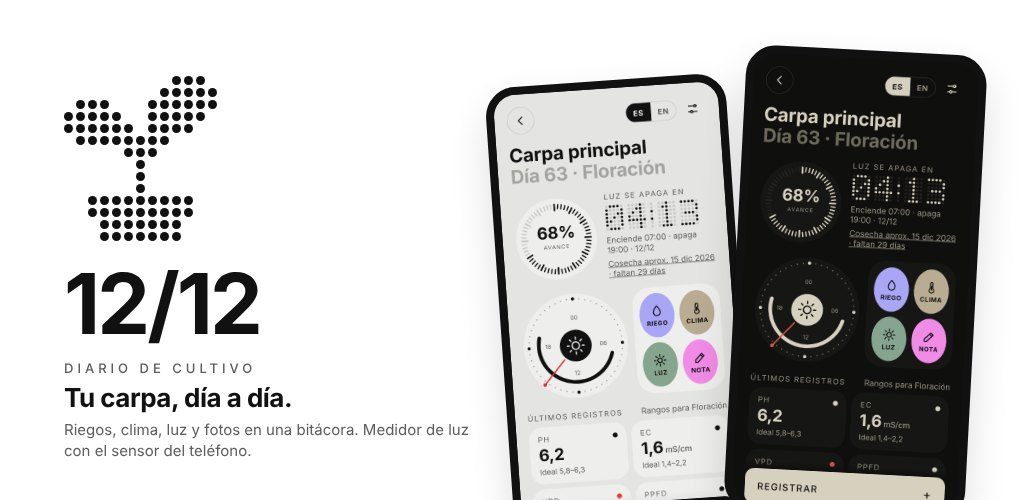 12/12
DIARIO DE CULTIVO
Tu carpa, día a día.
Riegos, clima, luz y fotos en una bitácora. Medidor de luz
con el sensor del teléfono.
ES EN
Carpa principal
Día 63 · Floración
68%
AVANCE
LUZ SE APAGA EN
04:13
Enciende 07:00 · apaga
19:00 · 12/12
Cosecha aprox. 15 dic 2026
· faltan 29 días
00
18
06
12
RIEGO
CLIMA
LUZ
NOTA
ÚLTIMOS REGISTROS
Rangos para Floración
PH
6,2
Ideal 5,8–6,3
EC
1,6 mS/cm
Ideal 1,4–2,2
VPD
PPFD
ES EN
Carpa principal
Día 63 · Floración
68%
AVANCE
LUZ SE APAGA EN
04:13
Enciende 07:00 · apaga
19:00 · 12/12
Cosecha aprox. 15 dic 2026
· faltan 29 días
00
18
06
12
RIEGO
CLIMA
LUZ
NOTA
ÚLTIMOS REGISTROS
Rangos para Floración
PH
6,2
Ideal 5,8–6,3
EC
1,6 mS/cm
Ideal 1,4–2,2
VPD
PPFD
REGISTRAR +